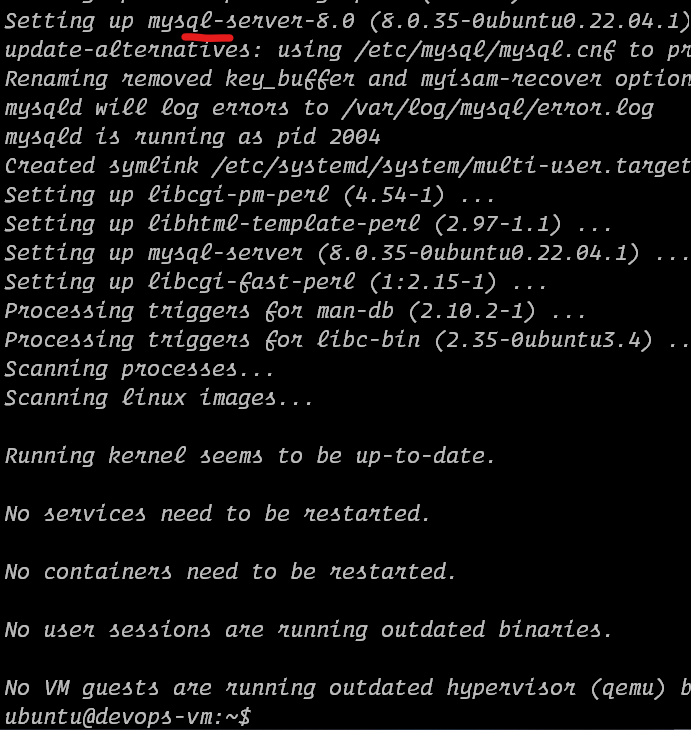 Setting up mysql-server-8.0 (8.0.35-0ubuntu0.22.04.1)
update-alternatives: using /etc/mysql/mysql.cnf to pr
Renaming removed key_buffer and myisam-recover option
mysqld will log errors to /var/log/mysql/error.log
mysqld is running as pid 2004
Created symlink /etc/systemd/system/multi-user.target
Setting up libcgi-pm-perl (4.54-1) ...
Setting up libhtml-template-perl (2.97-1.1) ...
Setting up mysql-server (8.0.35-0ubuntu0.22.04.1) ...
Setting up libcgi-fast-perl (1:2.15-1) ...
Processing triggers for man-db (2.10.2-1) ...
Processing triggers for libc-bin (2.35-0ubuntu3.4) ..
Scanning processes...
Scanning linux images...
Running kernel seems to be up-to-date.
No services need to be restarted.
No containers need to be restarted.
No user sessions are running outdated binaries.
No VM guests are running outdated hypervisor (qemu) b
ubuntu@devops-vm:~$